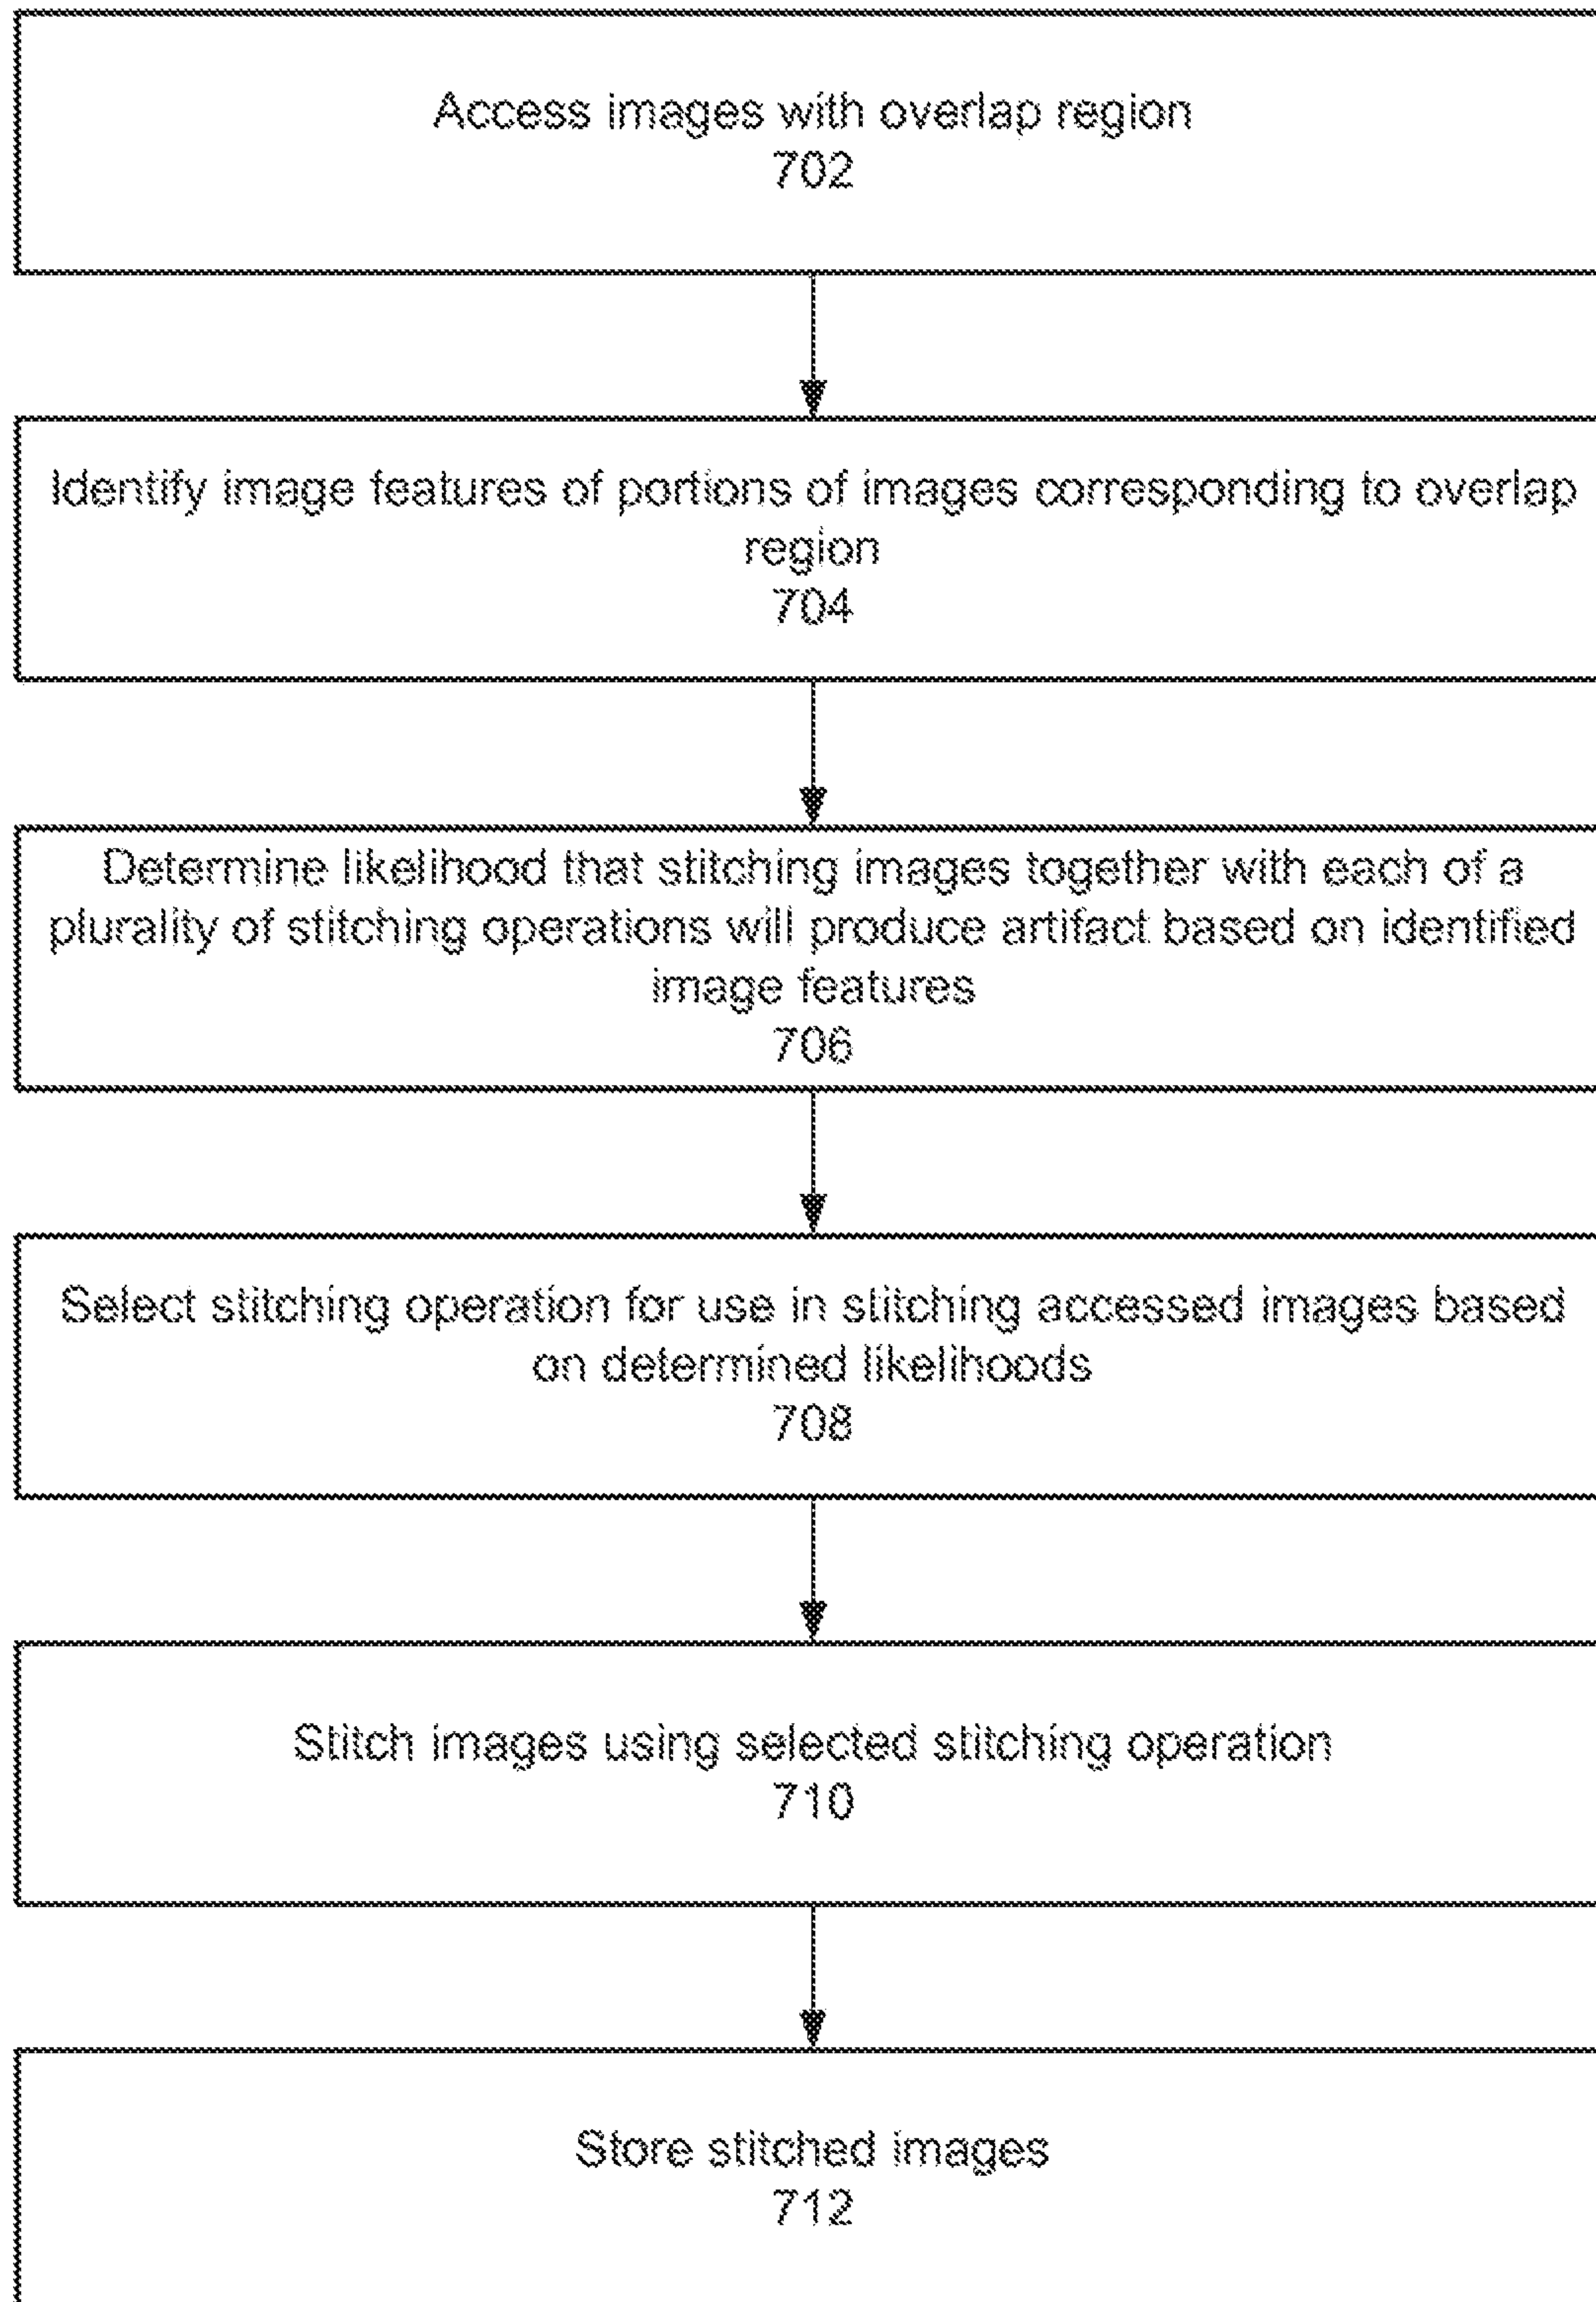 Access images with overlap region
702
Identify image features of portions of images corresponding to overlap
region
704
Determine likelihood that stitching images together with each of a
plurality of stitching operations will produce artifact based on identified
image features
706
Select stitching operation for use in stitching accessed images based
on determined likelihoods
708
Stitch images using selected stitching operation
710
Store stitched images
712